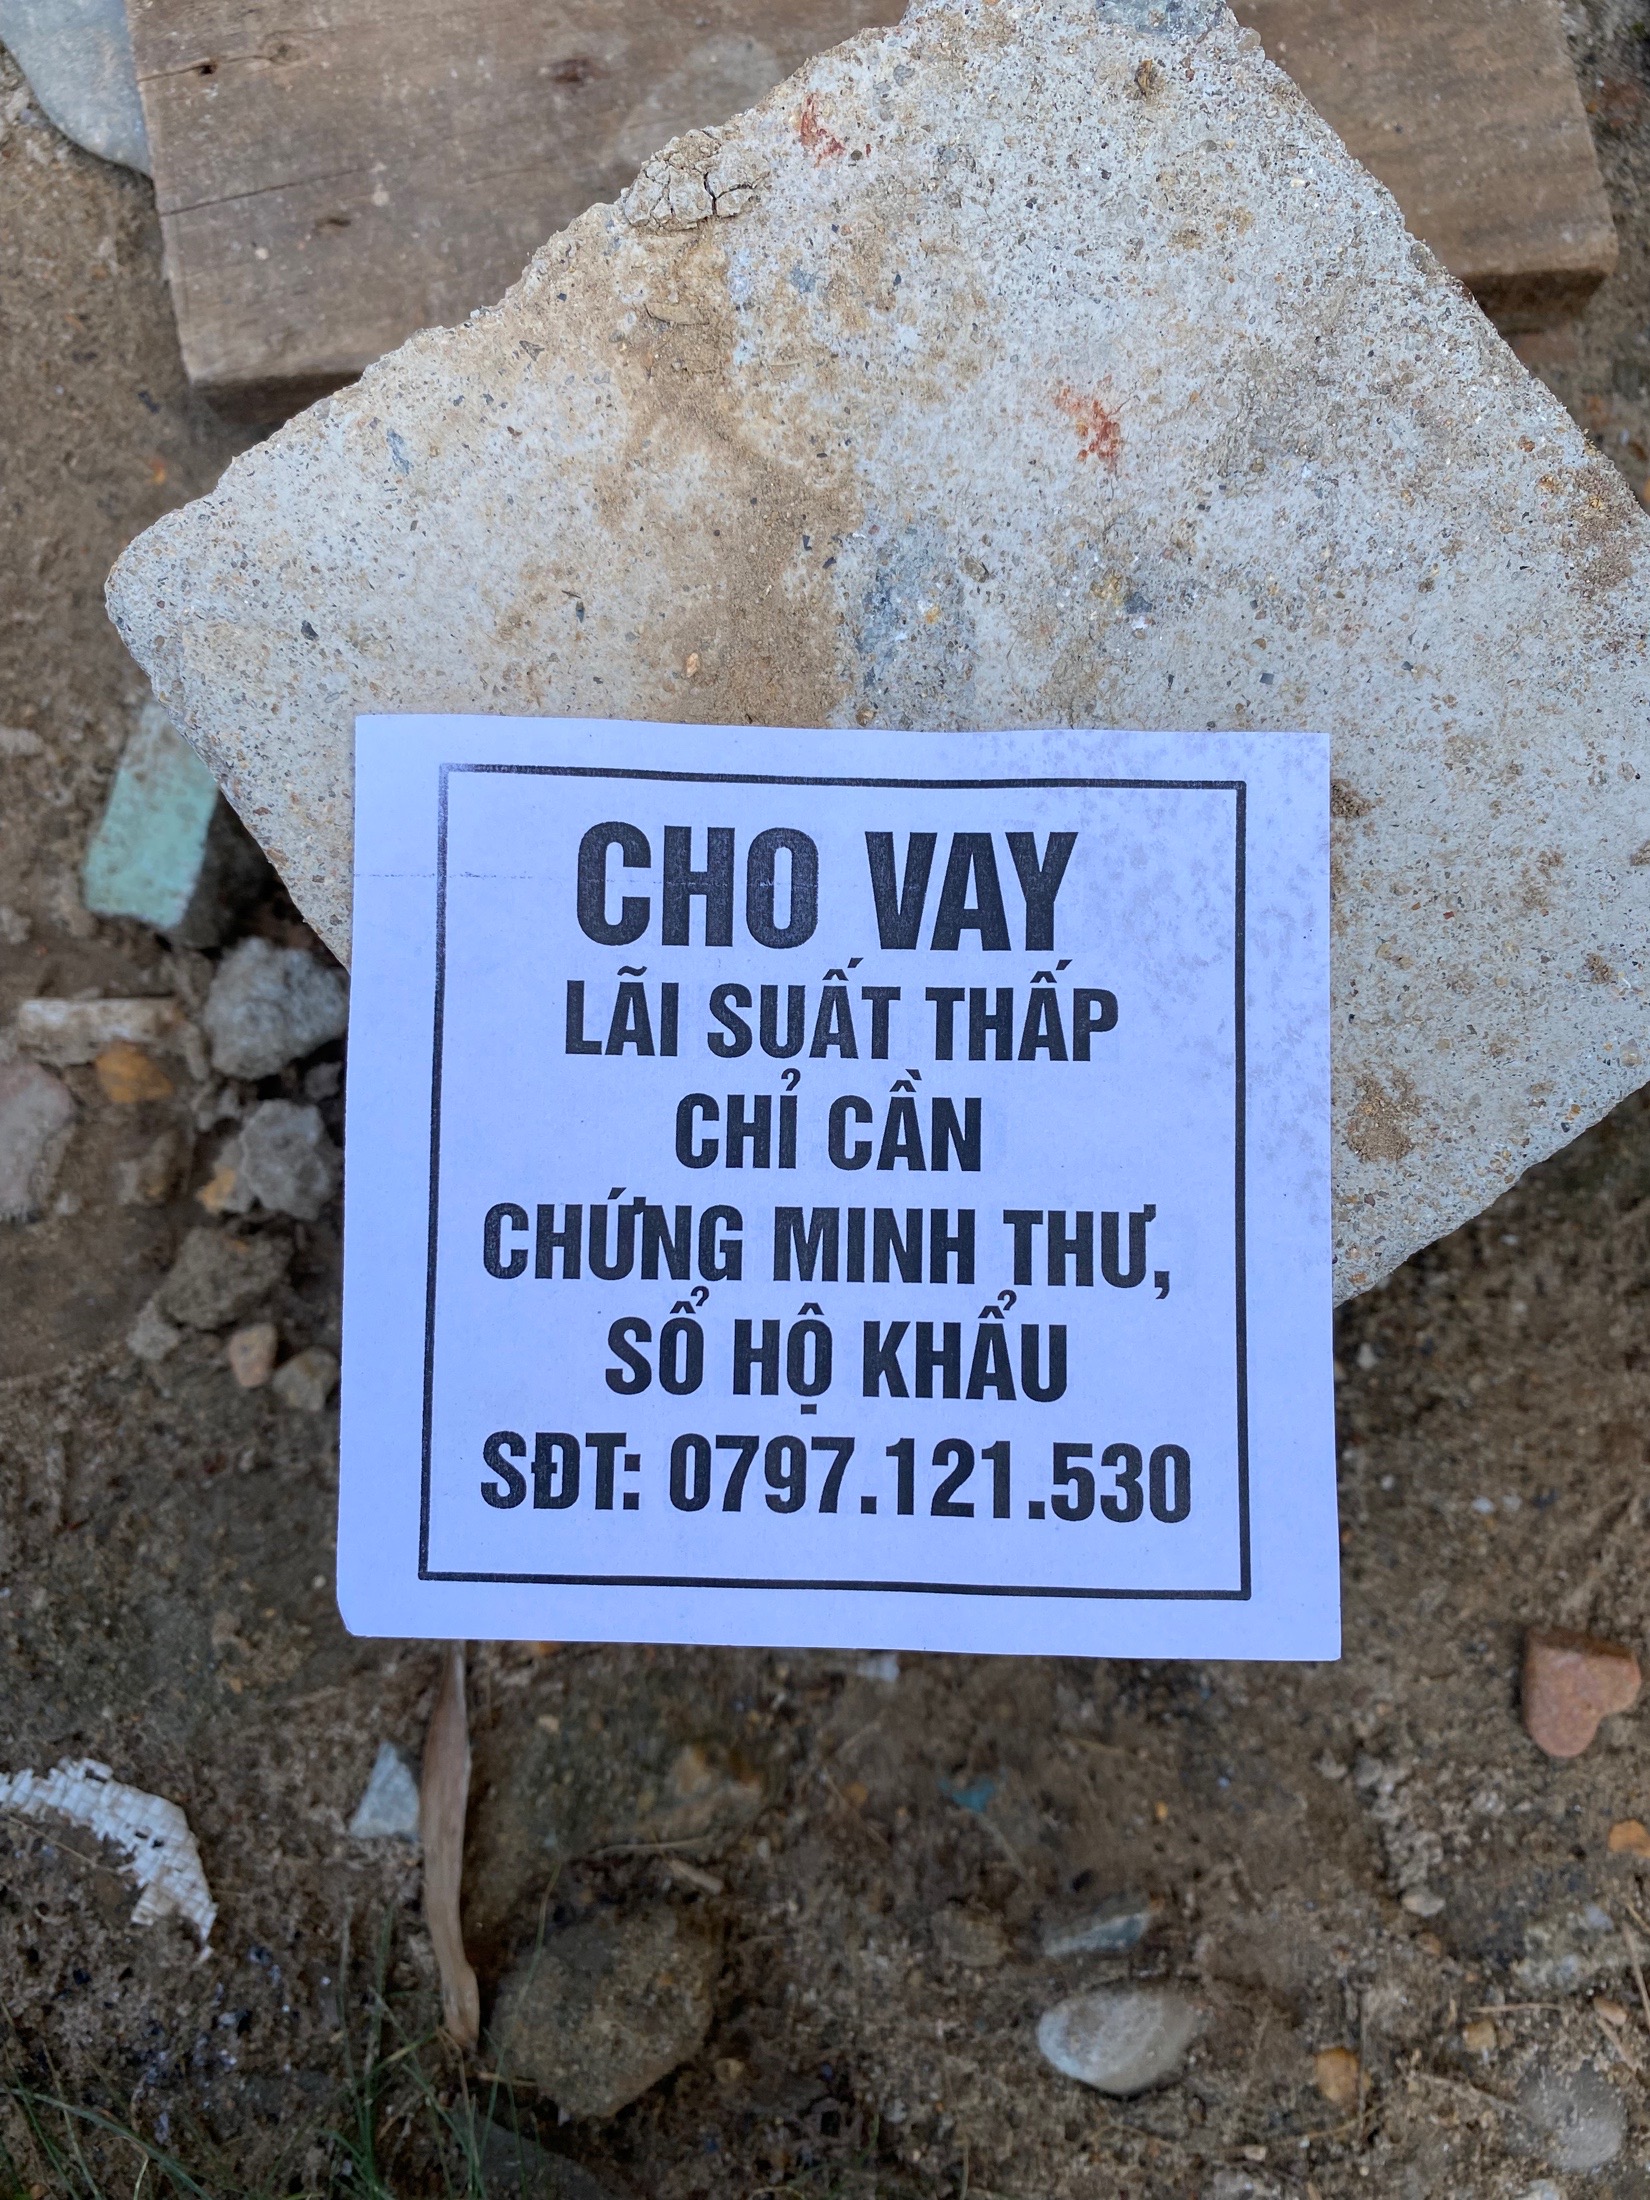 CHO VAY
LÃI SUẤT THẤP
CHỈ CẦN
CHỨNG MINH THƯ,
SỔ HỘ KHẨU
SĐT: 0797.121.530